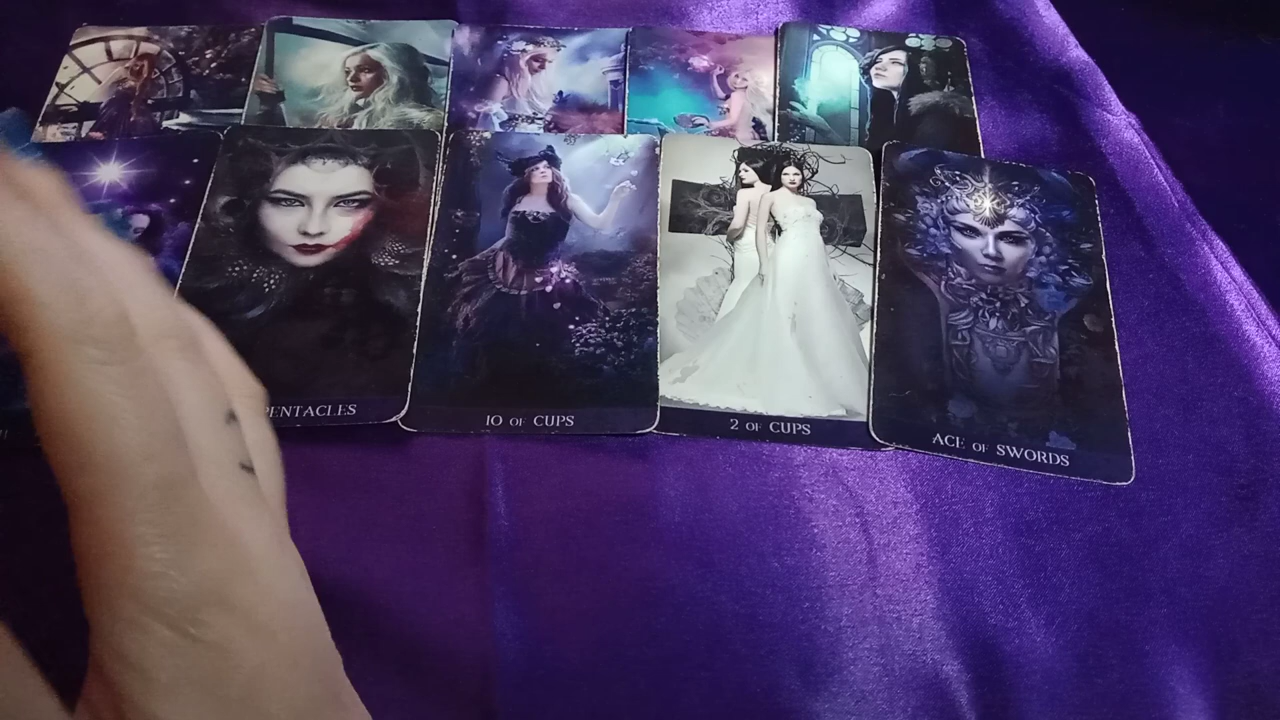 PENTACLES
10 OF CUPS
2 OF CUPS
ACE OF SWORDS